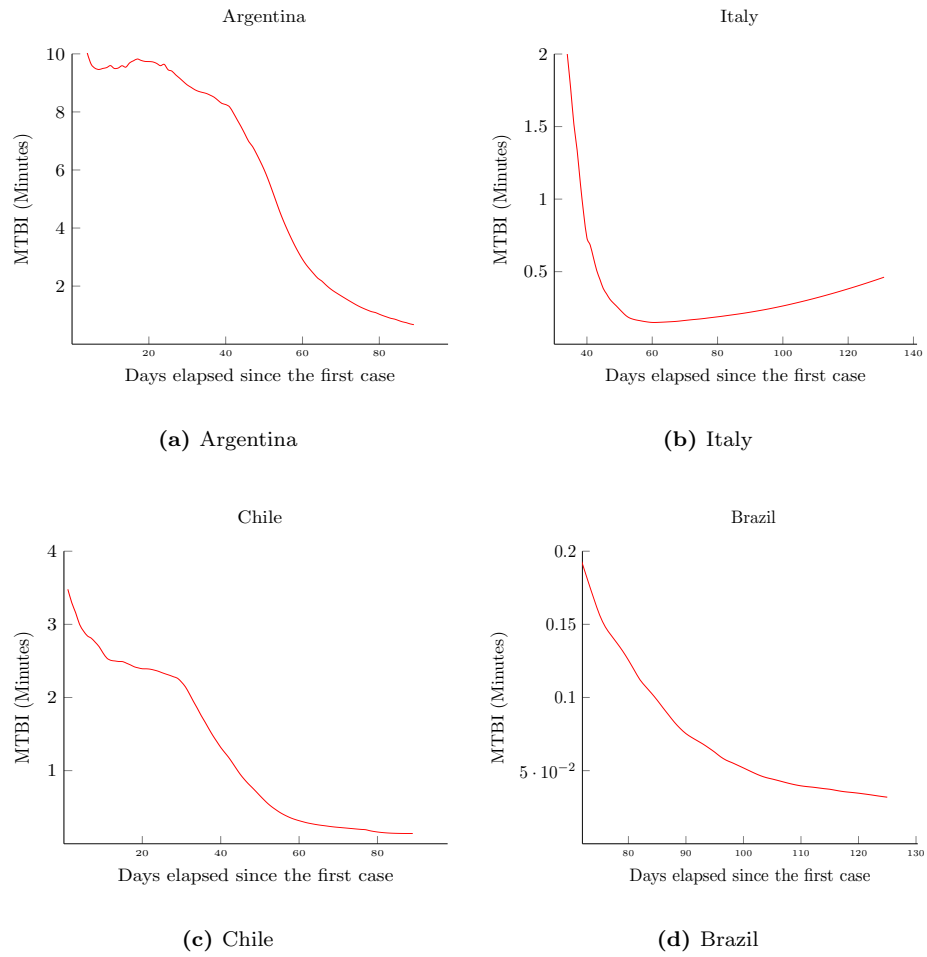 Argentina
10
8
6
4
2
MTBI (Minutes)
20 40 60 80
Days elapsed since the first case
(a) Argentina
Italy
2
1.5
1
0.5
MTBI (Minutes)
40 60 80 100 120 140
Days elapsed since the first case
(b) Italy
Chile
4
3
2
1
MTBI (Minutes)
20 40 60 80
Days elapsed since the first case
(c) Chile
Brazil
0.2
0.15
0.1
5 · 10⁻²
MTBI (Minutes)
80 90 100 110 120 130
Days elapsed since the first case
(d) Brazil